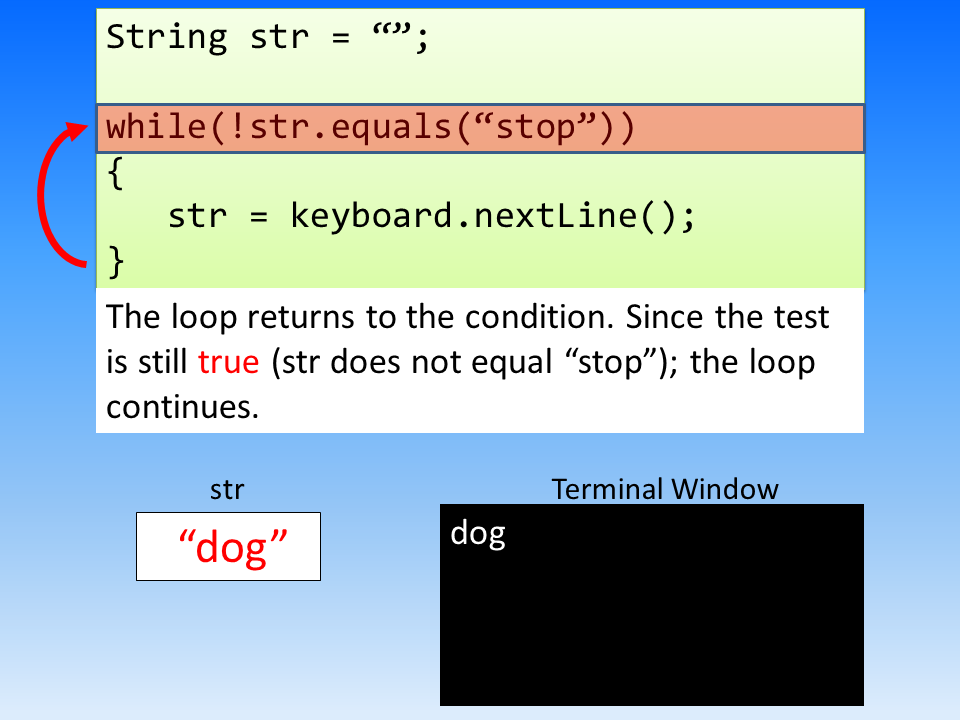 String str = “”;
while(!str.equals(“stop”))
{
str = keyboard.nextLine();
}
The loop returns to the condition. Since the test
is still true (str does not equal “stop”); the loop
continues.
str
“dog”
Terminal Window
dog